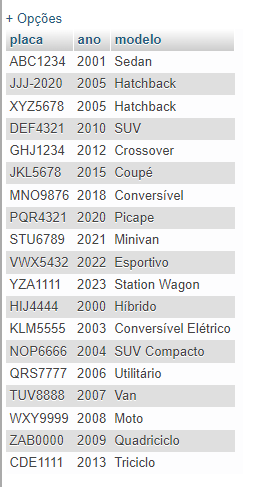 + Opções
placa ano modelo
ABC1234 2001 Sedan
JJJ-2020 2005 Hatchback
XYZ5678 2005 Hatchback
DEF4321 2010 SUV
GHJ1234 2012 Crossover
JKL5678 2015 Coupé
MNO9876 2018 Conversível
PQR4321 2020 Picape
STU6789 2021 Minivan
VWX5432 2022 Esportivo
YZA1111 2023 Station Wagon
HIJ4444 2000 Híbrido
KLM5555 2003 Conversível Elétrico
NOP6666 2004 SUV Compacto
QRS7777 2006 Utilitário
TUV8888 2007 Van
WXY9999 2008 Moto
ZAB0000 2009 Quadriciclo
CDE1111 2013 Triciclo